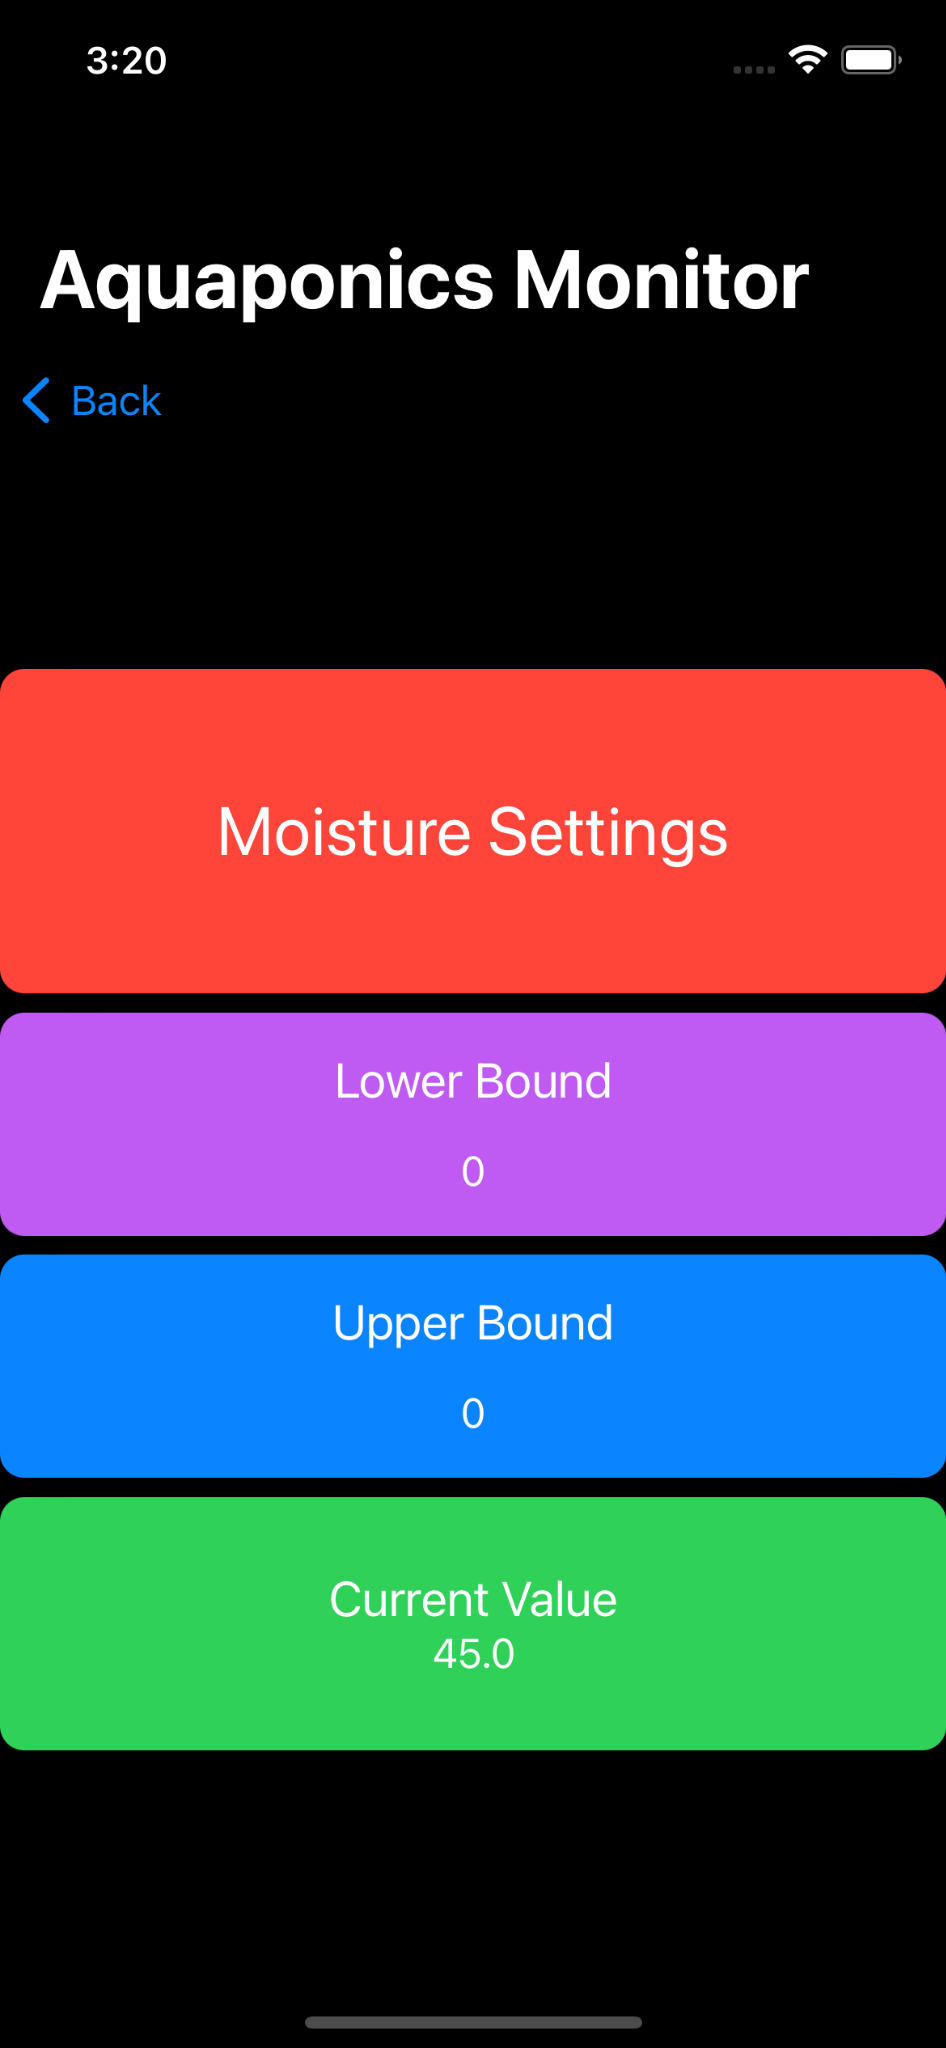 3:20
Aquaponics Monitor
Back
Moisture Settings
Lower Bound
0
Upper Bound
0
Current Value
45.0